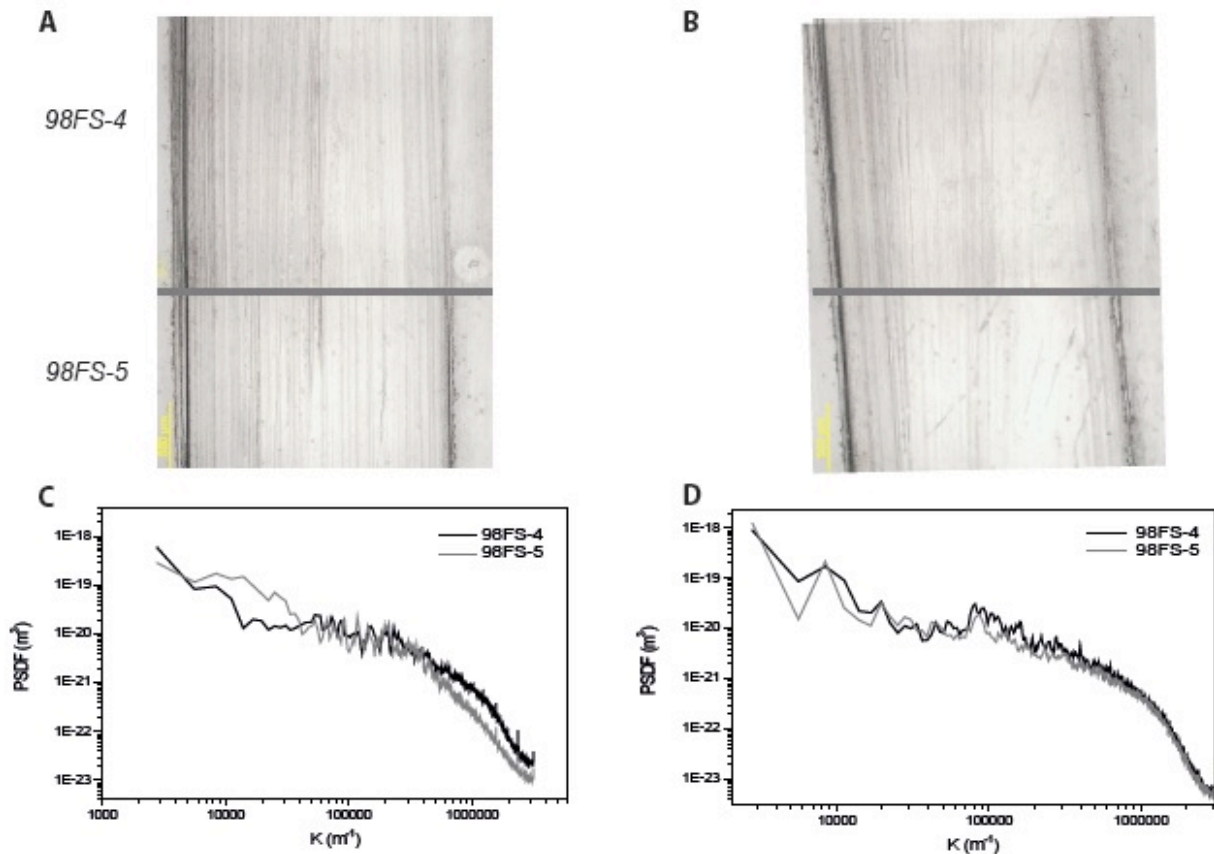 A
B
98FS-4
98FS-5
C
D
98FS-4
98FS-5
1E-18
1E-19
1E-20
1E-21
1E-22
1E-23
PSDF (m³)
1000
10000
100000
1000000
K (m⁻¹)
98FS-4
98FS-5
1E-18
1E-19
1E-20
1E-21
1E-22
1E-23
PSDF (m³)
10000
100000
1000000
K (m⁻¹)